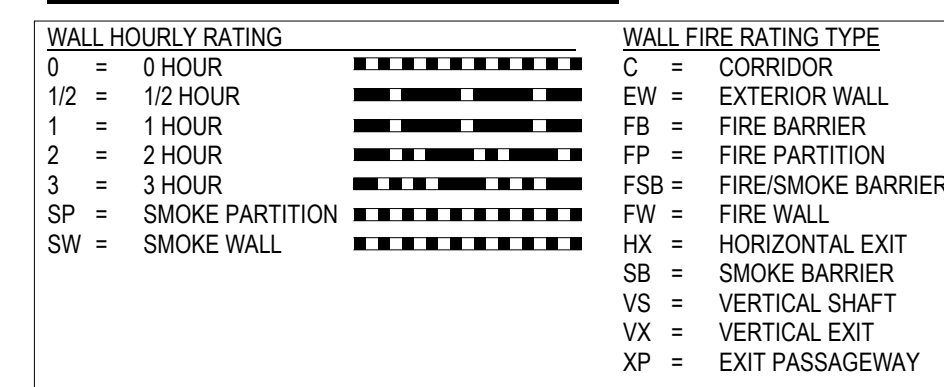 WALL HOURLY RATING
0 = 0 HOUR
1/2 = 1/2 HOUR
1 = 1 HOUR
2 = 2 HOUR
3 = 3 HOUR
SP = SMOKE PARTITION
SW = SMOKE WALL
WALL FIRE RATING TYPE
C = CORRIDOR
EW = EXTERIOR WALL
FB = FIRE BARRIER
FP = FIRE PARTITION
FSB = FIRE/SMOKE BARRIER
FW = FIRE WALL
HX = HORIZONTAL EXIT
SB = SMOKE BARRIER
VS = VERTICAL SHAFT
VX = VERTICAL EXIT
XP = EXIT PASSAGEWAY